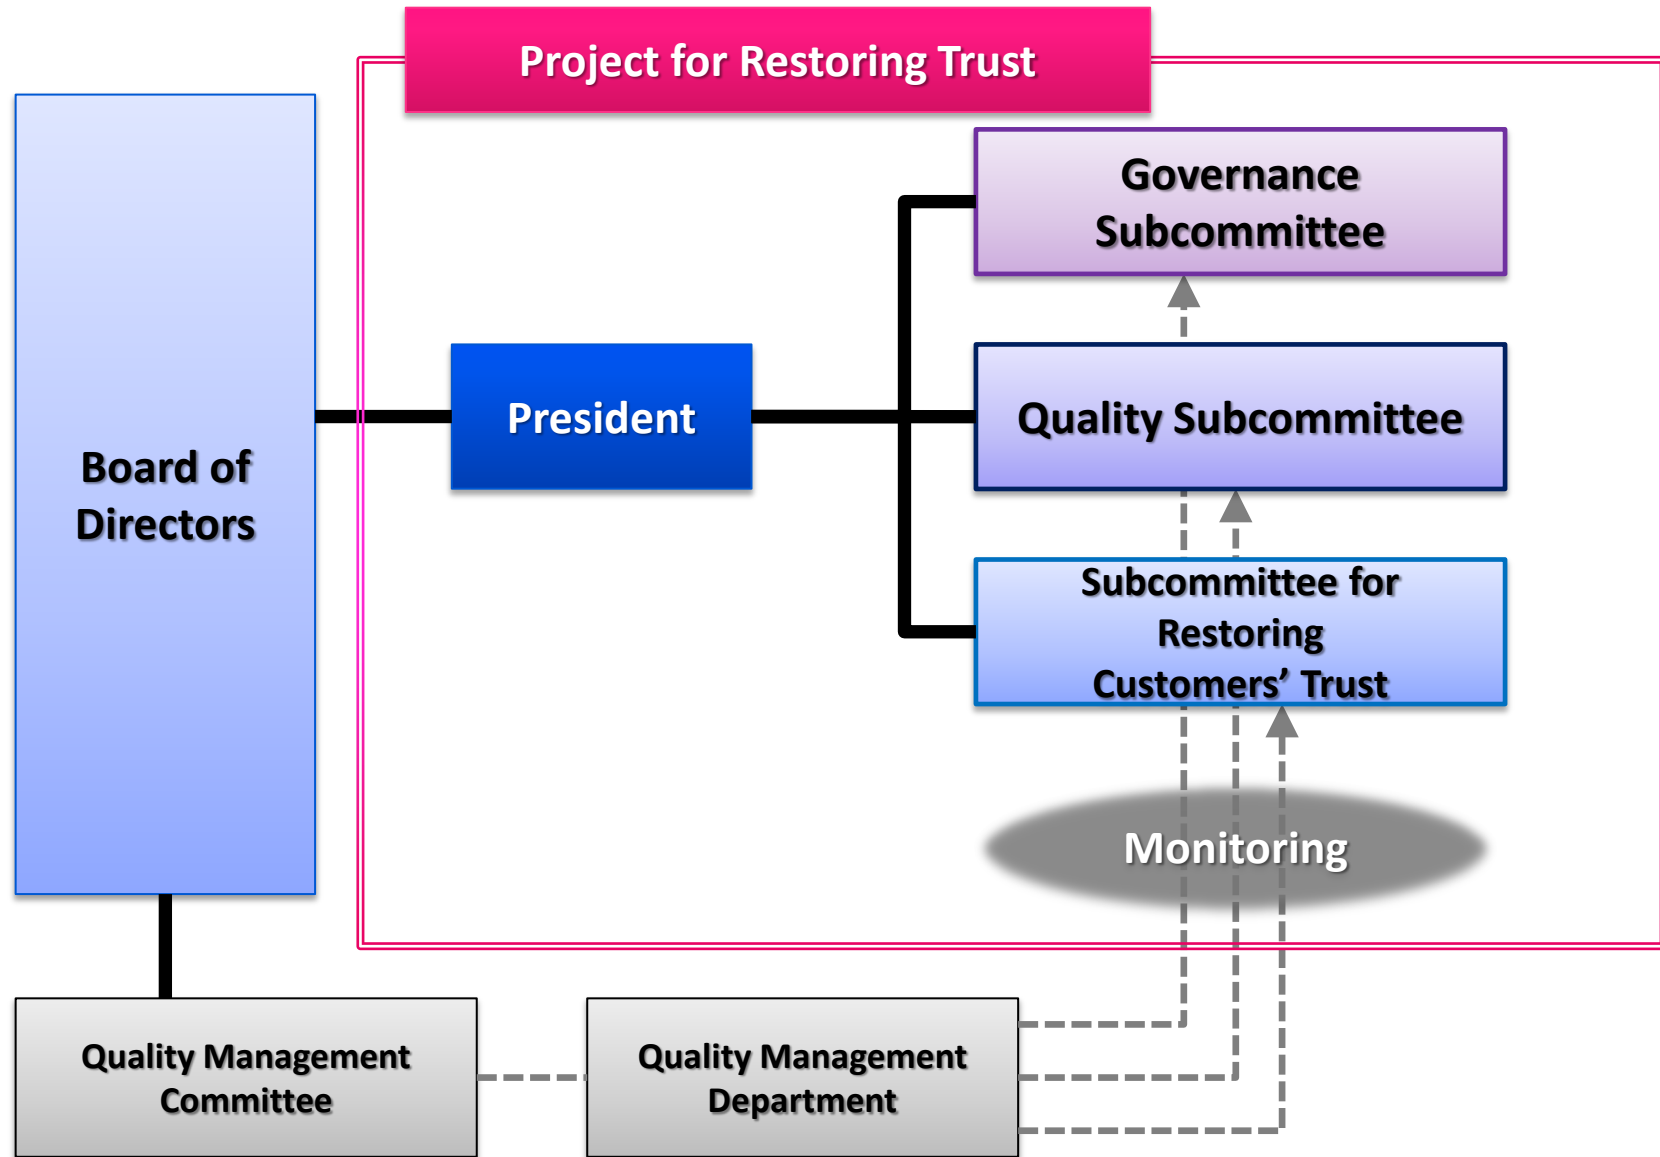 Project for Restoring Trust
Governance
Subcommittee
President
Quality Subcommittee
Board of
Directors
Subcommittee for
Restoring
Customers’ Trust
Monitoring
Quality Management
Committee
Quality Management
Department